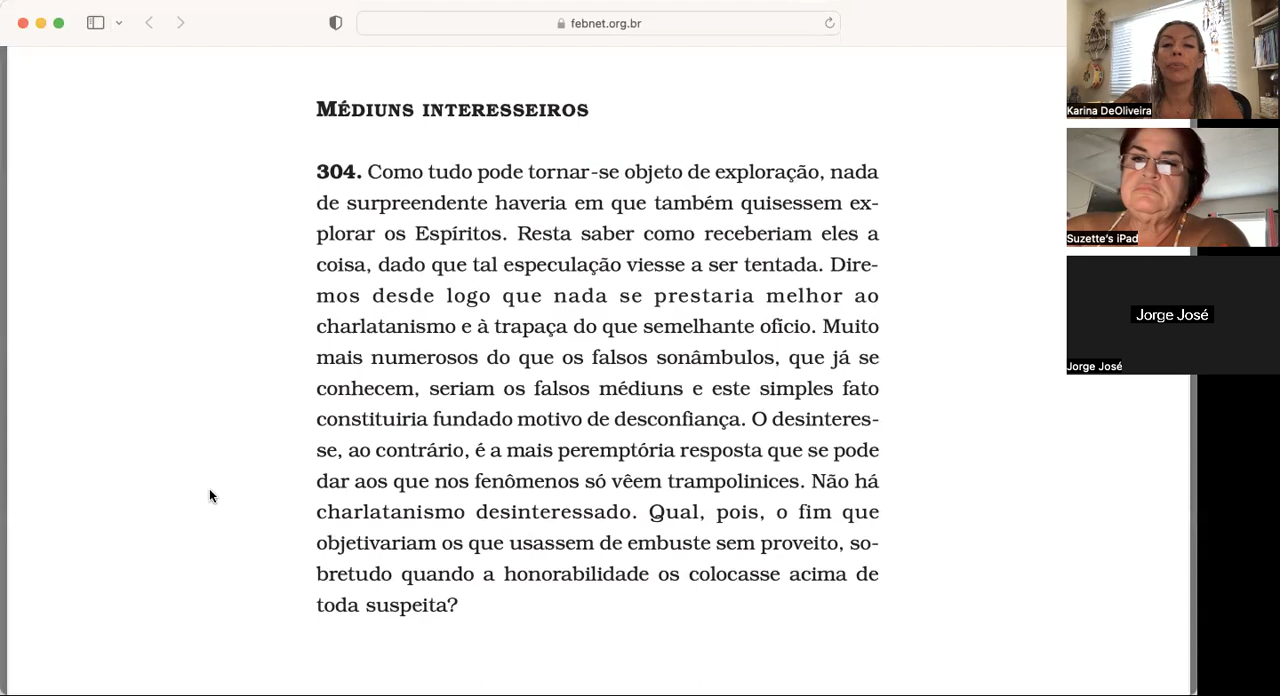 febnet.org.br
MÉDIUNS INTERESSEIROS
304. Como tudo pode tornar-se objeto de exploração, nada
de surpreendente haveria em que também quisessem ex-
plorar os Espíritos. Resta saber como receberiam eles a
coisa, dado que tal especulação viesse a ser tentada. Dire-
mos desde logo que nada se prestaria melhor ao
charlatanismo e à trapaça do que semelhante ofício. Muito
mais numerosos do que os falsos sonâmbulos, que já se
conhecem, seriam os falsos médiuns e este simples fato
constituiria fundado motivo de desconfiança. O desinteres-
se, ao contrário, é a mais peremptória resposta que se pode
dar aos que nos fenômenos só vêem trampolinices. Não há
charlatanismo desinteressado. Qual, pois, o fim que
objetivariam os que usassem de embuste sem proveito, so-
bretudo quando a honorabilidade os colocasse acima de
toda suspeita?
Karina DeOliveira
Suzette's iPad
Jorge José
Jorge José